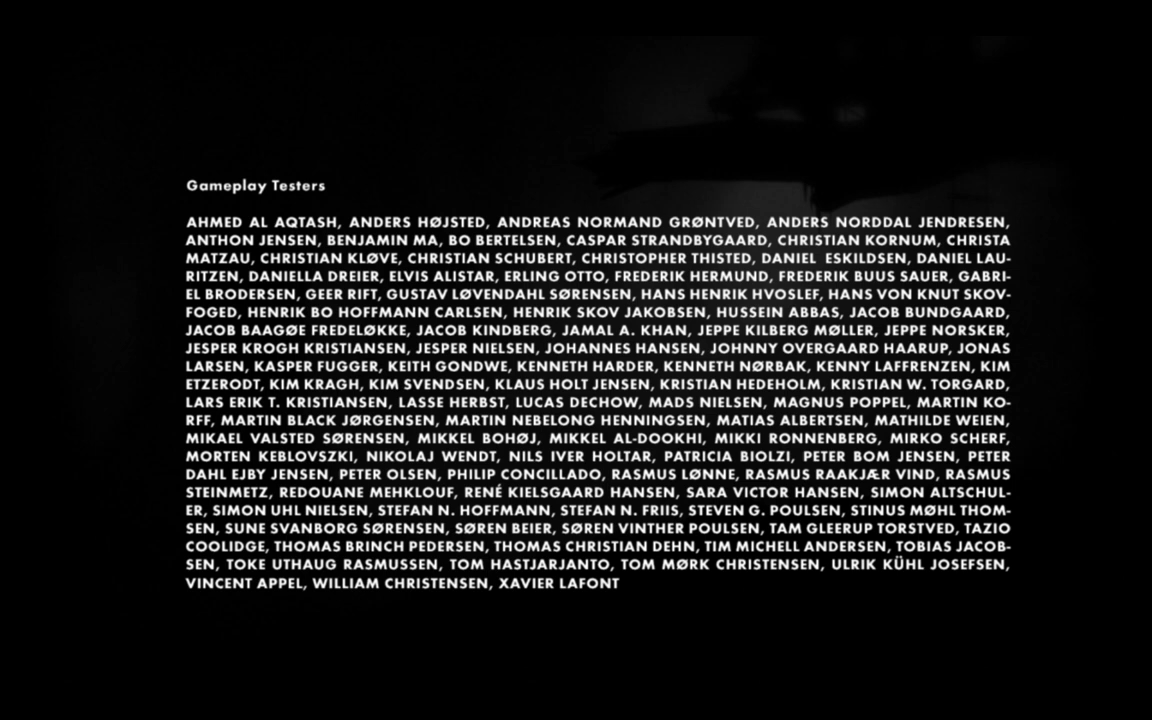 Gameplay Testers
AHMED AL AQTASH, ANDERS HØJSTED, ANDREAS NORMAND GRØNTVED, ANDERS NORDDAL JENDRESEN,
ANTHON JENSEN, BENJAMIN MA, BO BERTELSEN, CASPAR STRANDBYGAARD, CHRISTIAN KORNUM, CHRISTA
MATZAU, CHRISTIAN KLØVE, CHRISTIAN SCHUBERT, CHRISTOPHER THISTED, DANIEL ESKILDSEN, DANIEL LAU-
RITZEN, DANIELLA DREIER, ELVIS ALISTAR, ERLING OTTO, FREDERIK HERMUND, FREDERIK BUUS SAUER, GABRI-
EL BRODERSEN, GEER RIFT, GUSTAV LØVENDAHL SØRENSEN, HANS HENRIK HVOSLEF, HANS VON KNUT SKOV-
FOGED, HENRIK BO HOFFMANN CARLSEN, HENRIK SKOV JAKOBSEN, HUSSEIN ABBAS, JACOB BUNDGAARD,
JACOB BAAGØE FREDELØKKE, JACOB KINDBERG, JAMAL A. KHAN, JEPPE KILBERG MØLLER, JEPPE NORSKER,
JESPER KROGH KRISTIANSEN, JESPER NIELSEN, JOHANNES HANSEN, JOHNNY OVERGAARD HAARUP, JONAS
LARSEN, KASPER FUGGER, KEITH GONDWE, KENNETH HARDER, KENNETH NØRBAK, KENNY LAFFRENZEN, KIM
ETZERODT, KIM KRAGH, KIM SVENDSEN, KLAUS HOLT JENSEN, KRISTIAN HEDEHOLM, KRISTIAN W. TORGARD,
LARS ERIK T. KRISTIANSEN, LASSE HERBST, LUCAS DECHOW, MADS NIELSEN, MAGNUS POPPEL, MARTIN KO-
RFF, MARTIN BLACK JØRGENSEN, MARTIN NEBELONG HENNINGSEN, MATIAS ALBERTSEN, MATHILDE WEIEN,
MIKAEL VALSTED SØRENSEN, MIKKEL BOHØJ, MIKKEL AL-DOOKHI, MIKKI RONNENBERG, MIRKO SCHERF,
MORTEN KEBLOVSZKI, NIKOLAJ WENDT, NILS IVER HOLTAR, PATRICIA BIOLZI, PETER BOM JENSEN, PETER
DAHL EJBY JENSEN, PETER OLSEN, PHILIP CONCILLADO, RASMUS LØNNE, RASMUS RAAKJÆR VIND, RASMUS
STEINMETZ, REDOUANE MEHKLOUF, RENÉ KIELSGAARD HANSEN, SARA VICTOR HANSEN, SIMON ALTSCHUL-
ER, SIMON UHL NIELSEN, STEFAN N. HOFFMANN, STEFAN N. FRIIS, STEVEN G. POULSEN, STINUS MØHL THOM-
SEN, SUNE SVANBORG SØRENSEN, SØREN BEIER, SØREN VINTHER POULSEN, TAM GLEERUP TORSTVED, TAZIO
COOLIDGE, THOMAS BRINCH PEDERSEN, THOMAS CHRISTIAN DEHN, TIM MICHELL ANDERSEN, TOBIAS JACOB-
SEN, TOKE UTHAUG RASMUSSEN, TOM HASTJARJANTO, TOM MØRK CHRISTENSEN, ULRIK KÜHL JOSEFSEN,
VINCENT APPEL, WILLIAM CHRISTENSEN, XAVIER LAFONT